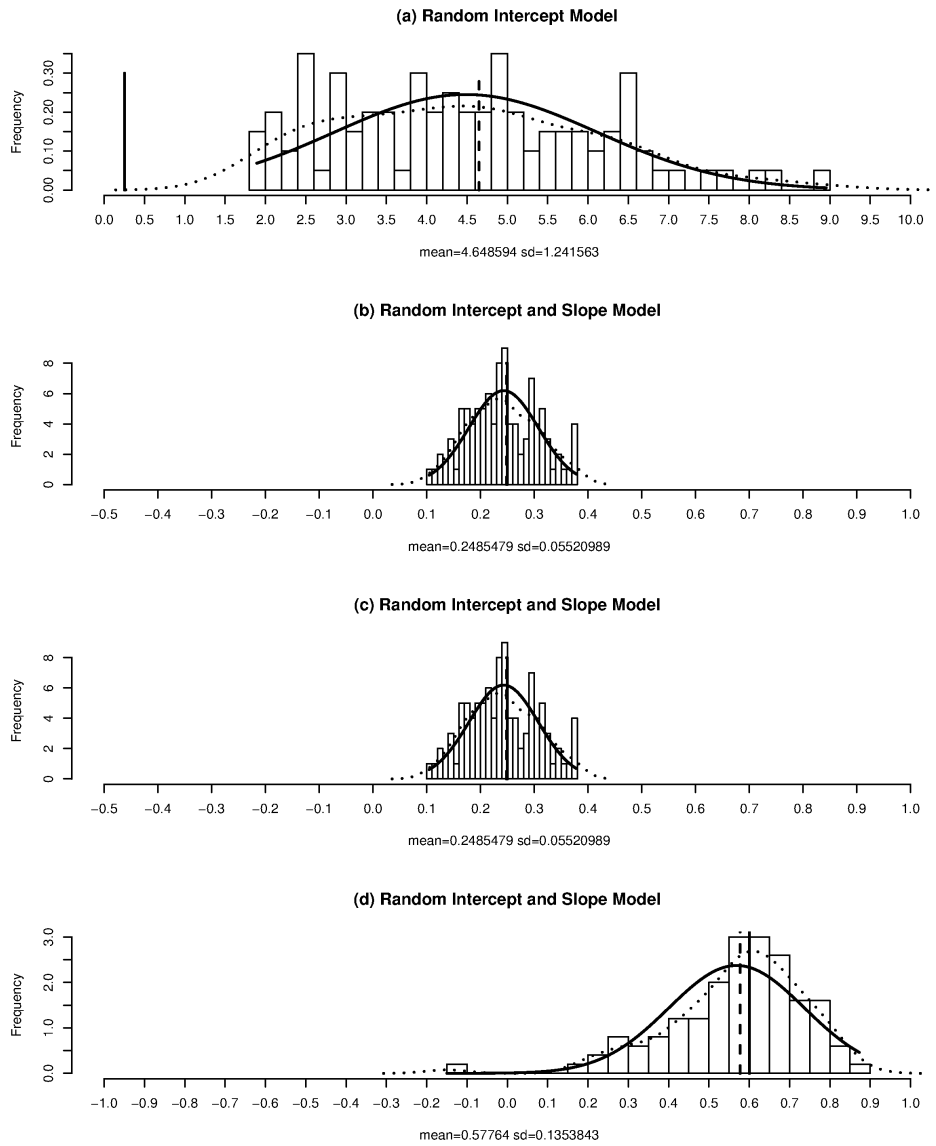 (a) Random Intercept Model
Frequency
0.00 0.10 0.20 0.30
0.0 0.5 1.0 1.5 2.0 2.5 3.0 3.5 4.0 4.5 5.0 5.5 6.0 6.5 7.0 7.5 8.0 8.5 9.0 9.5 10.0
mean=4.648594 sd=1.241563
(b) Random Intercept and Slope Model
Frequency
0 2 4 6 8
−0.5 −0.4 −0.3 −0.2 −0.1 0.0 0.1 0.2 0.3 0.4 0.5 0.6 0.7 0.8 0.9 1.0
mean=0.2485479 sd=0.05520989
(c) Random Intercept and Slope Model
Frequency
0 2 4 6 8
−0.5 −0.4 −0.3 −0.2 −0.1 0.0 0.1 0.2 0.3 0.4 0.5 0.6 0.7 0.8 0.9 1.0
mean=0.2485479 sd=0.05520989
(d) Random Intercept and Slope Model
Frequency
0.0 1.0 2.0 3.0
−1.0 −0.9 −0.8 −0.7 −0.6 −0.5 −0.4 −0.3 −0.2 −0.1 0.0 0.1 0.2 0.3 0.4 0.5 0.6 0.7 0.8 0.9 1.0
mean=0.57764 sd=0.1353843